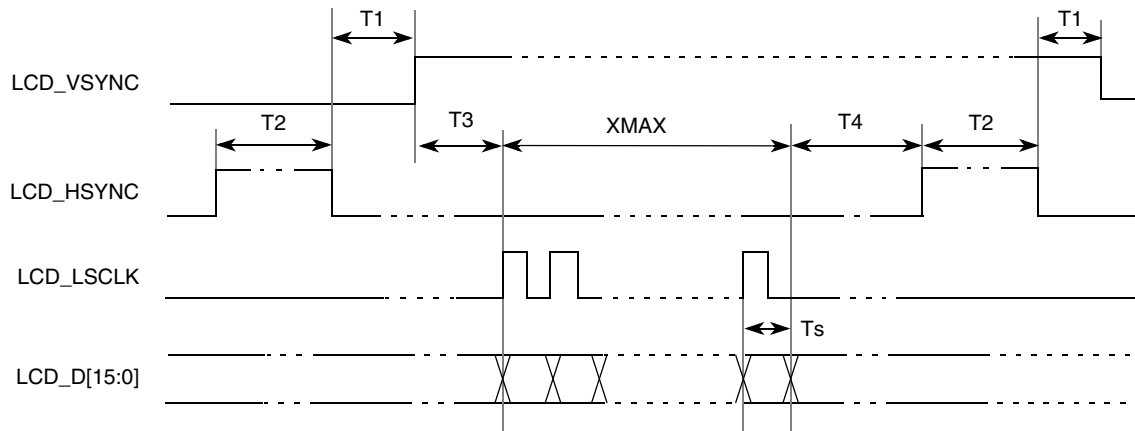 T1
T1
LCD_VSYNC
T2
T3
XMAX
T4
T2
LCD_HSYNC
LCD_LSCLK
Ts
LCD_D[15:0]